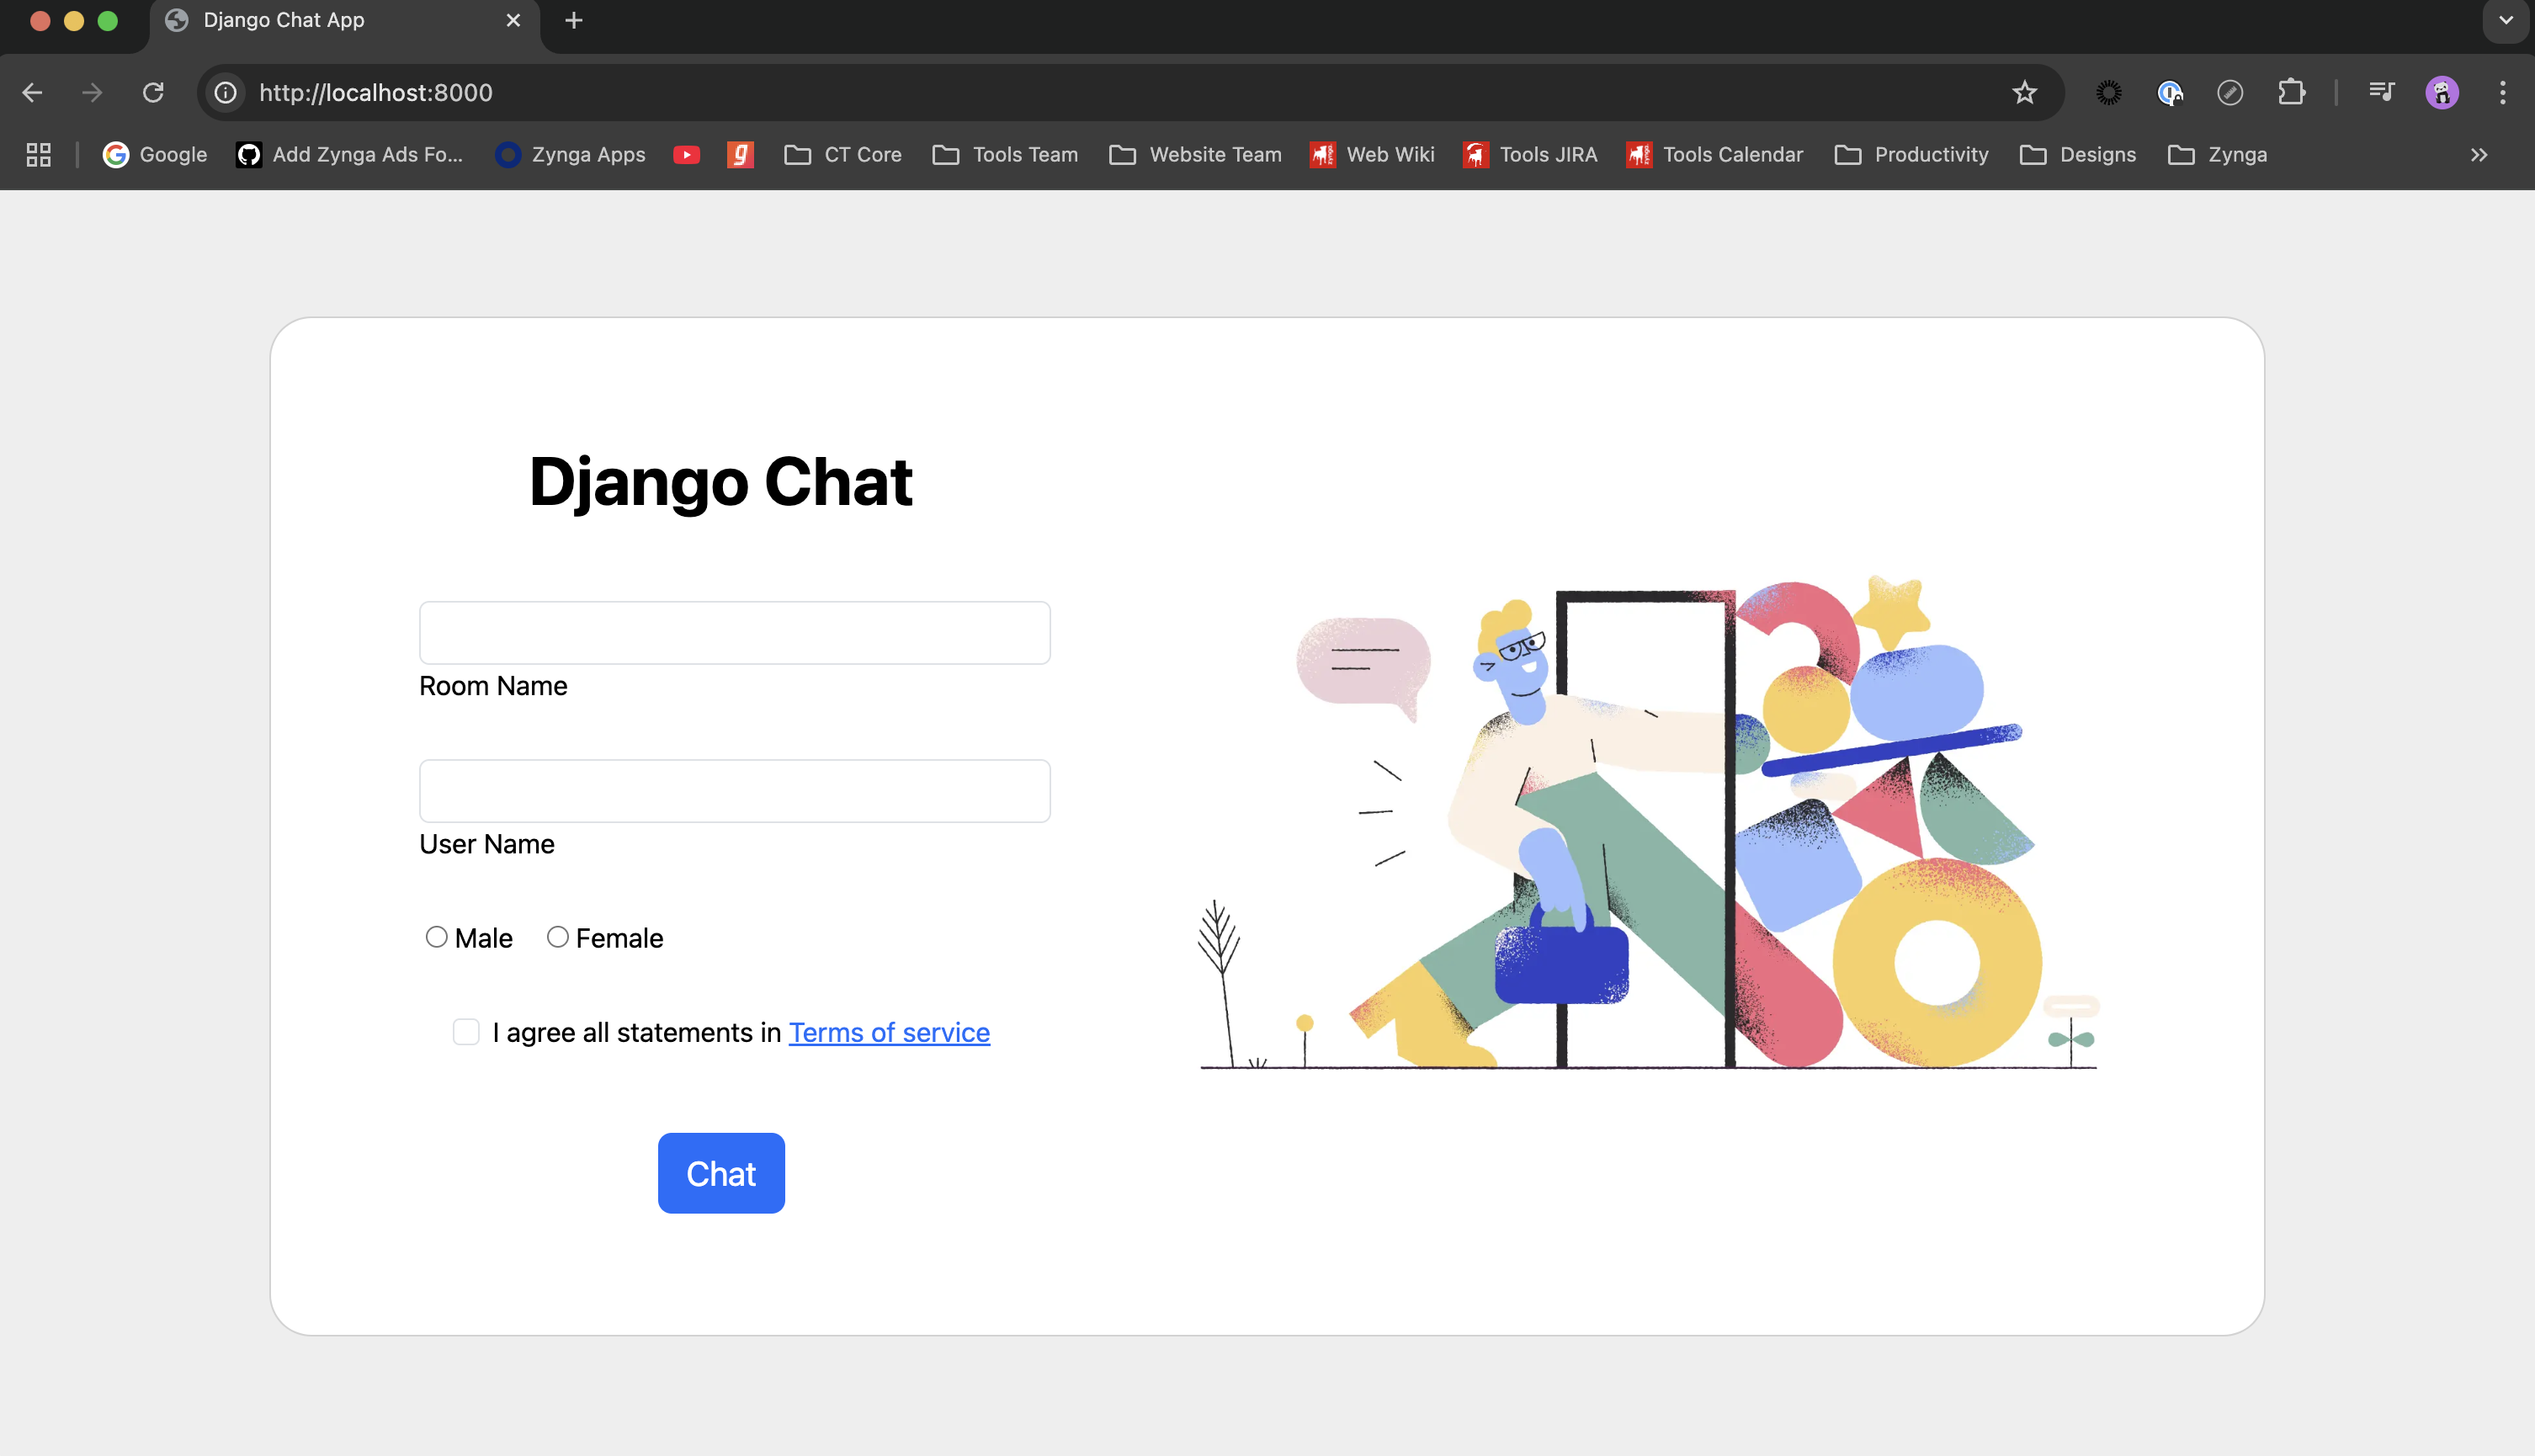 Django Chat App
http://localhost:8000
Google
Add Zynga Ads Fo...
Zynga Apps
g
CT Core
Tools Team
Website Team
Web Wiki
Tools JIRA
Tools Calendar
Productivity
Designs
Zynga
Django Chat
Room Name
User Name
Male
Female
I agree all statements in Terms of service
Chat